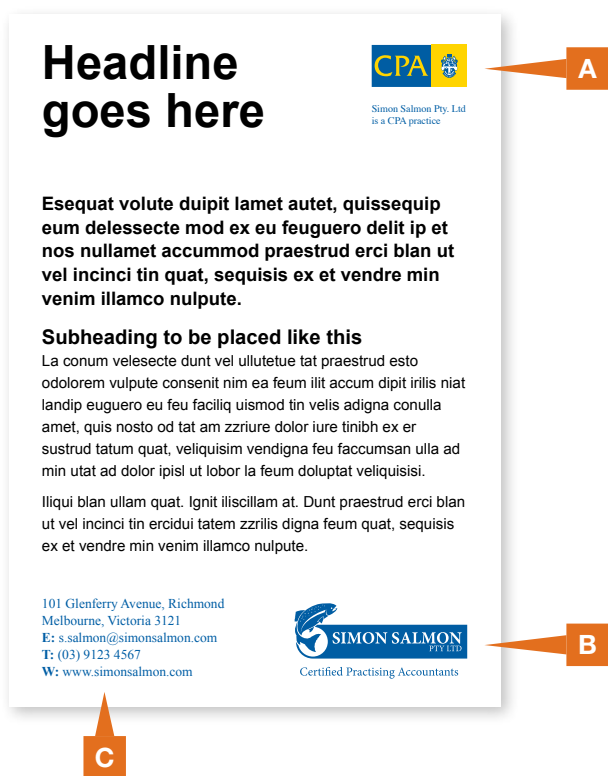 Headline
goes here
CPA
Simon Salmon Pty. Ltd
is a CPA practice
A
Esequat volute duipit lamet autet, quissequip
eum delessecte mod ex eu feuguero delit ip et
nos nullamet accummod praestrud erci blan ut
vel incinci tin quat, sequisis ex et vendre min
venim illamco nulpute.
Subheading to be placed like this
La conum velesecte dunt vel ullutetue tat praestrud esto
odolorem vulpute consenit nim ea feum ilit accum dipit irilis niat
landip euguero eu feu faciliq uismod tin velis adigna conulla
amet, quis nosto od tat am zzriure dolor iure tinibh ex er
sustrud tatum quat, veliquisim vendigna feu faccumsan ulla ad
min utat ad dolor ipisl ut lobor la feum doluptat veliquisisi.
Iliqui blan ullam quat. Ignit iliscillam at. Dunt praestrud erci blan
ut vel incinci tin ercidui tatem zzrilis digna feum quat, sequisis
ex et vendre min venim illamco nulpute.
101 Glenferry Avenue, Richmond
Melbourne, Victoria 3121
E: s.salmon@simonsalmon.com
T: (03) 9123 4567
W: www.simonsalmon.com
SIMON SALMON
PTY LTD
Certified Practising Accountants
B
C